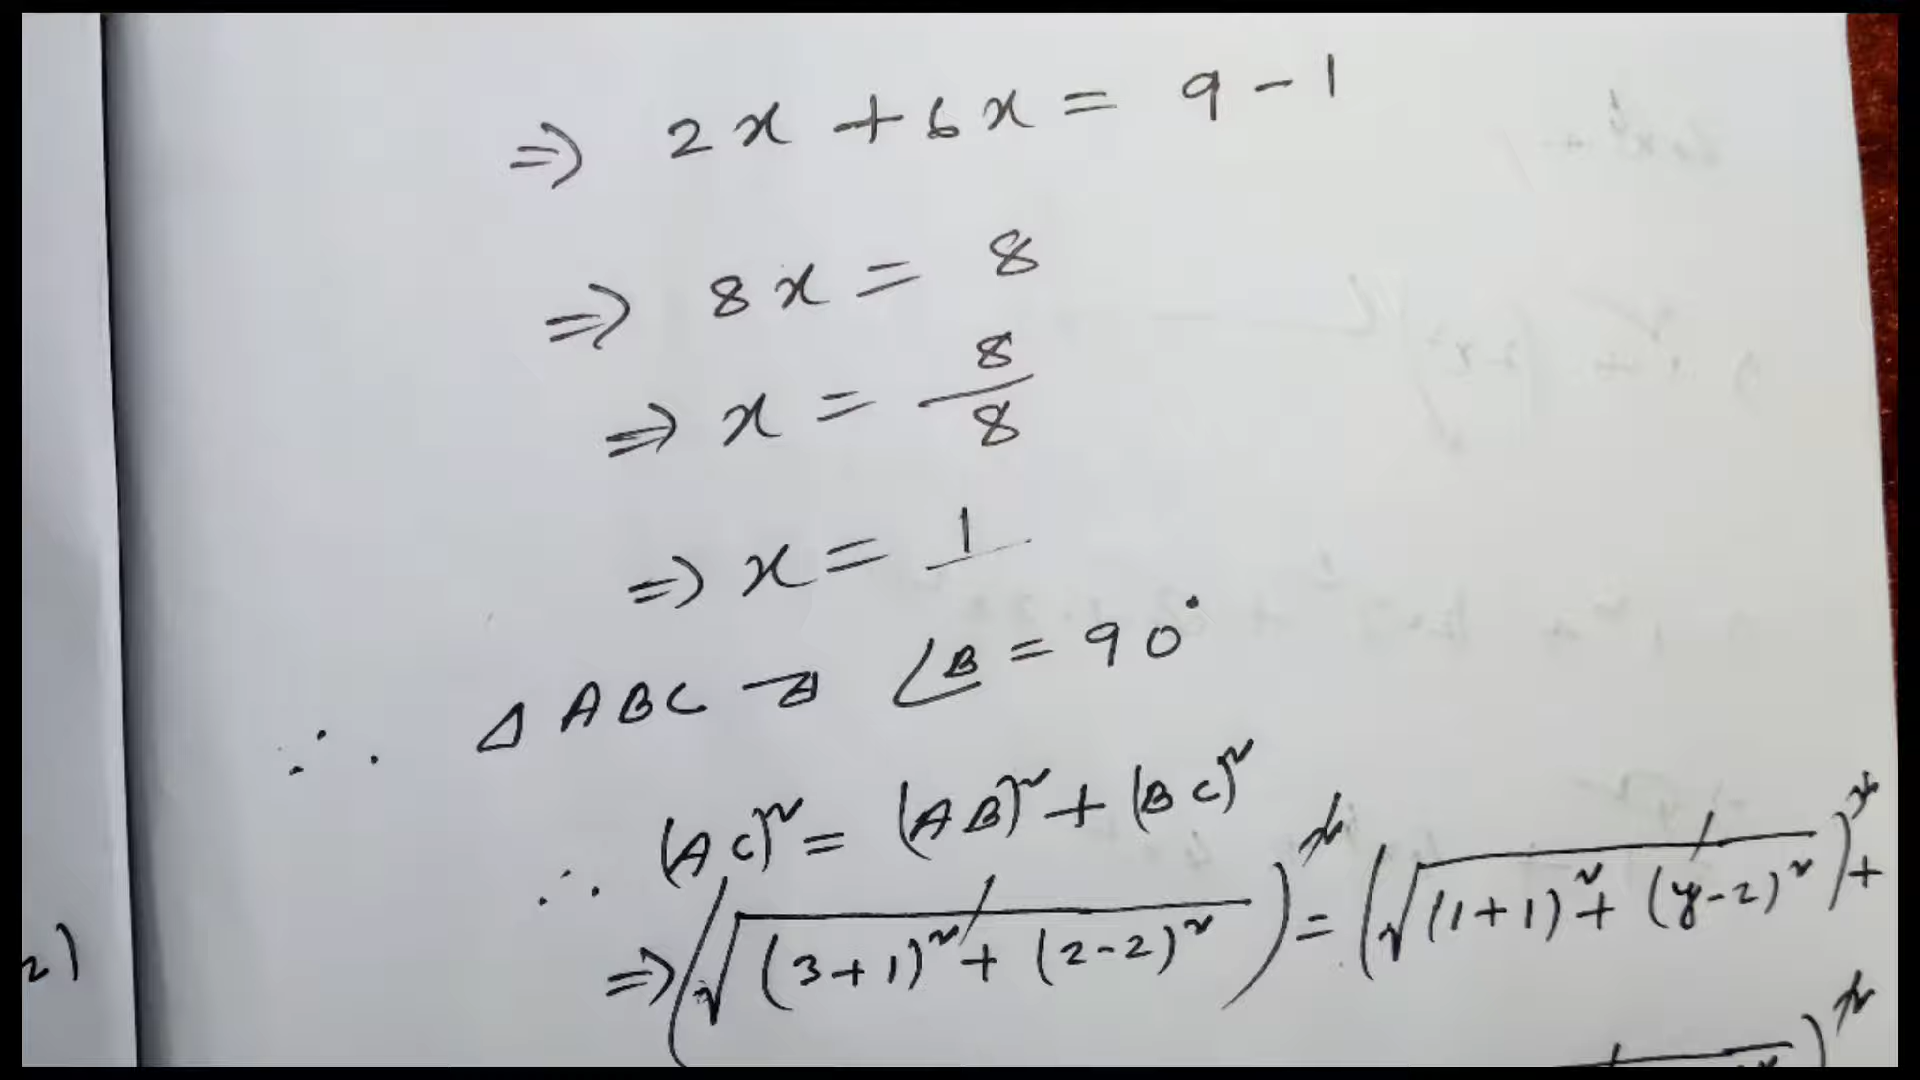 ⇒ 2x + 6x = 9 - 1
⇒ 8x = 8
⇒ x = 8/8
⇒ x = 1
∴ △ABC ∠B = 90°
∴ (AC)² = (AB)² + (BC)²
⇒ (√(3+1)² + (2-2)²)² = (√(1+1)² + (y-2)²)² +
2)